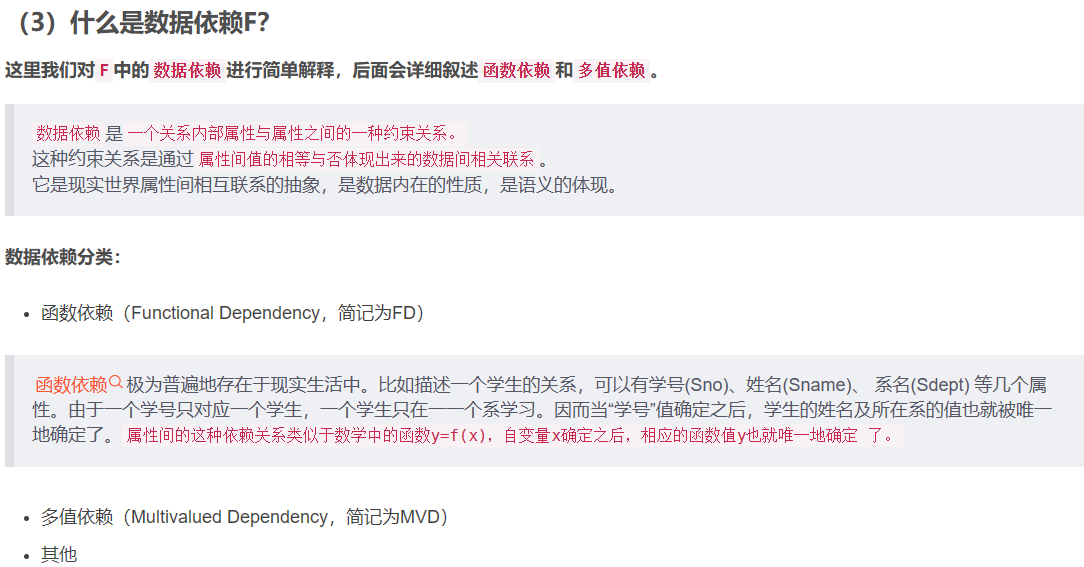 （3）什么是数据依赖F？
这里我们对 F 中的 数据依赖 进行简单解释，后面会详细叙述 函数依赖 和 多值依赖 。
数据依赖 是 一个关系内部属性与属性之间的一种约束关系。
这种约束关系是通过 属性间值的相等与否体现出来的数据间相关联系 。
它是现实世界属性间相互联系的抽象，是数据内在的性质，是语义的体现。
数据依赖分类：
• 函数依赖（Functional Dependency，简记为FD）
函数依赖 极为普遍地存在于现实生活中。比如描述一个学生的关系，可以有学号(Sno)、姓名(Sname)、 系名(Sdept) 等几个属
性。由于一个学号只对应一个学生，一个学生只在一一个系学习。因而当“学号”值确定之后，学生的姓名及所在系的值也就被唯一
地确定了。 属性间的这种依赖关系类似于数学中的函数y=f(x)，自变量x确定之后，相应的函数值y也就唯一地确定 了。
• 多值依赖（Multivalued Dependency，简记为MVD）
• 其他